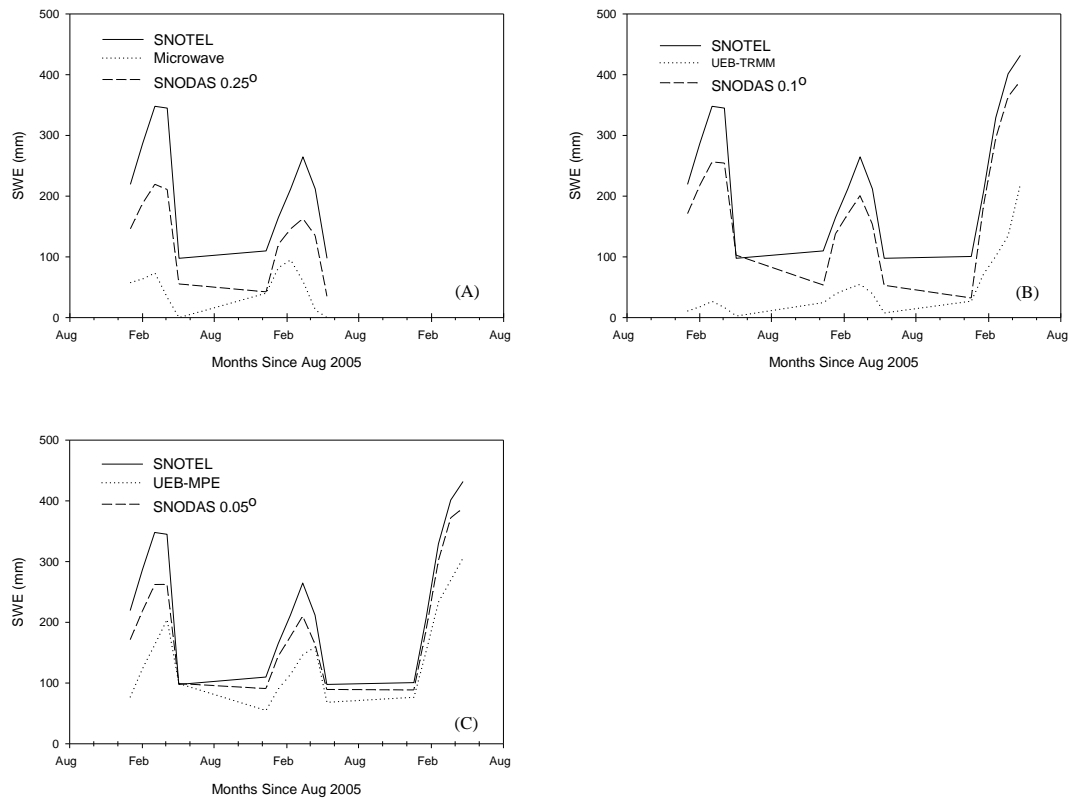 500
400
300
200
100
0
SWE (mm)
SNOTEL
Microwave
SNODAS 0.25o
(A)
Aug Feb Aug Feb Aug Feb Aug
Months Since Aug 2005
500
400
300
200
100
0
SWE (mm)
SNOTEL
UEB-TRMM
SNODAS 0.1o
(B)
Aug Feb Aug Feb Aug Feb Aug
Months Since Aug 2005
500
400
300
200
100
0
SWE (mm)
SNOTEL
UEB-MPE
SNODAS 0.05o
(C)
Aug Feb Aug Feb Aug Feb Aug
Months Since Aug 2005